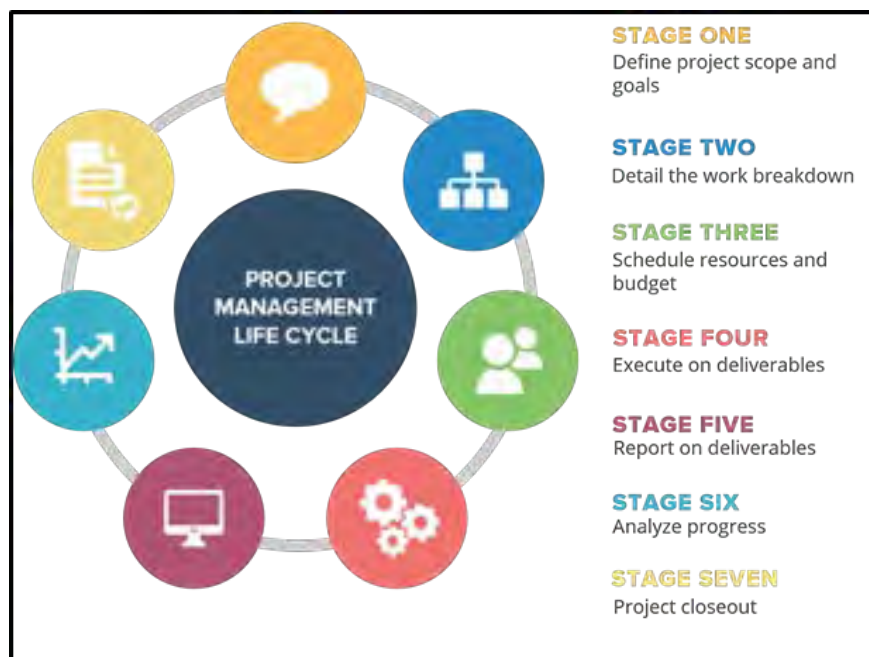 PROJECT
MANAGEMENT
LIFE CYCLE
STAGE ONE
Define project scope and
goals
STAGE TWO
Detail the work breakdown
STAGE THREE
Schedule resources and
budget
STAGE FOUR
Execute on deliverables
STAGE FIVE
Report on deliverables
STAGE SIX
Analyze progress
STAGE SEVEN
Project closeout